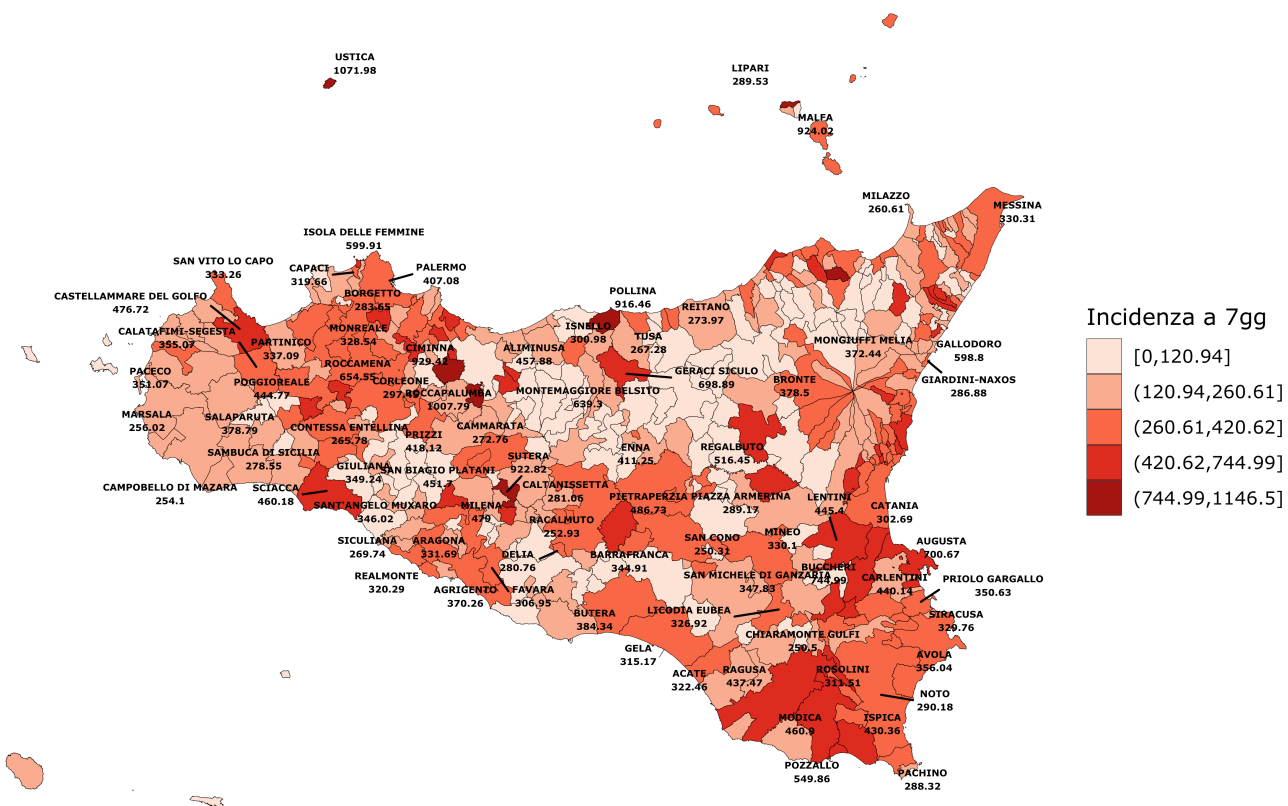 USTICA
1071.98
LIPARI
289.53
MALFA
924.02
MILAZZO
260.61
MESSINA
330.31
ISOLA DELLE FEMMINE
599.91
SAN VITO LO CAPO
333.26
CAPACI
319.66
PALERMO
407.08
CASTELLAMMARE DEL GOLFO
476.72
BORGETTO
283.65
POLLINA
916.46
REITANO
273.97
CALATAFIMI-SEGESTA
355.07
PARTINICO
337.09
MONREALE
328.54
ISNELLO
300.98
TUSA
267.28
MONGIUFFI MELIA
372.44
GALLODORO
598.8
CIMINNA
929.42
ALIMINUSA
457.88
PACECO
351.07
POGGIOREALE
444.77
ROCCAMENA
654.55
CORLEONE
297.45
ROCCAPALUMBA
1007.79
GERACI SICULO
698.89
MONTEMAGGIORE BELSITO
639.3
BRONTE
378.5
GIARDINI-NAXOS
286.88
MARSALA
256.02
SALAPARUTA
378.79
CONTESSA ENTELLINA
265.78
PRIZZI
418.12
CAMMARATA
272.76
ENNA
411.25
REGALBUTO
516.45
SAMBUCA DI SICILIA
278.55
GIULIANA
349.24
SAN BIAGIO PLATANI
451.7
SUTERA
922.82
CAMPOBELLO DI MAZARA
254.1
SCIACCA
460.18
SANT'ANGELO MUXARO
346.02
MILENA
479
CALTANISSETTA
281.06
PIETRAPERZIA
486.73
PIAZZA ARMERINA
289.17
LENTINI
445.4
CATANIA
302.69
SICULIANA
269.74
ARAGONA
331.69
RACALMUTO
252.93
SAN CONO
250.31
MINEO
330.1
AUGUSTA
700.67
REALMONTE
320.29
DELIA
280.76
BARRAFRANCA
344.91
SAN MICHELE DI GANZARIA
347.83
BUCCHERI
744.99
CARLENTINI
440.14
PRIOLO GARGALLO
350.63
AGRIGENTO
370.26
FAVARA
306.95
BUTERA
384.34
LICODIA EUBEA
326.92
SIRACUSA
329.76
GELA
315.17
CHIARAMONTE GULFI
250.5
AVOLA
356.04
ACATE
322.46
RAGUSA
437.47
ROSOLINI
311.51
NOTO
290.18
MODICA
460.9
ISPICA
430.36
POZZALLO
549.86
PACHINO
288.32
Incidenza a 7gg
[0,120.94]
(120.94,260.61]
(260.61,420.62]
(420.62,744.99]
(744.99,1146.5]